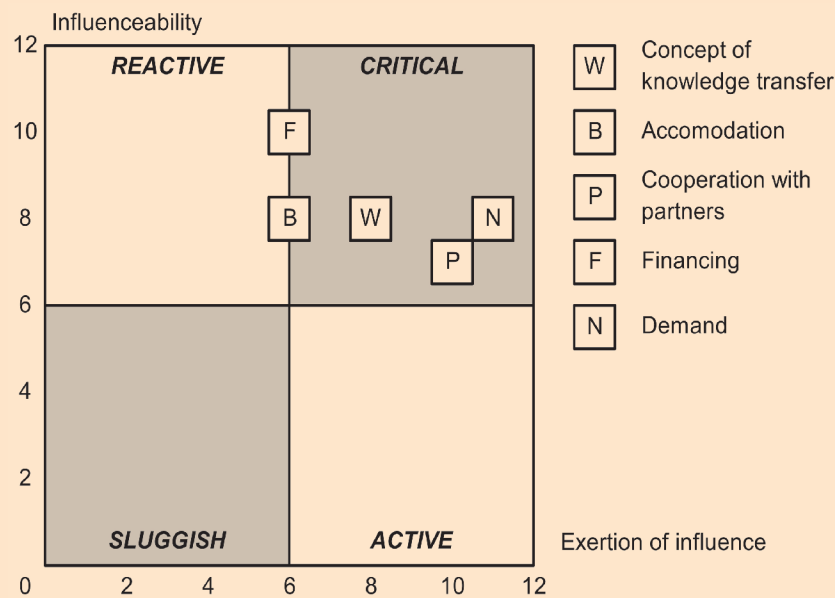 Influenceability
12
REACTIVE
CRITICAL
W
Concept of
knowledge transfer
10
F
B
Accomodation
8
B
W
N
P
Cooperation with
partners
P
F
Financing
6
N
Demand
4
2
SLUGGISH
ACTIVE
Exertion of influence
0
2
4
6
8
10
12